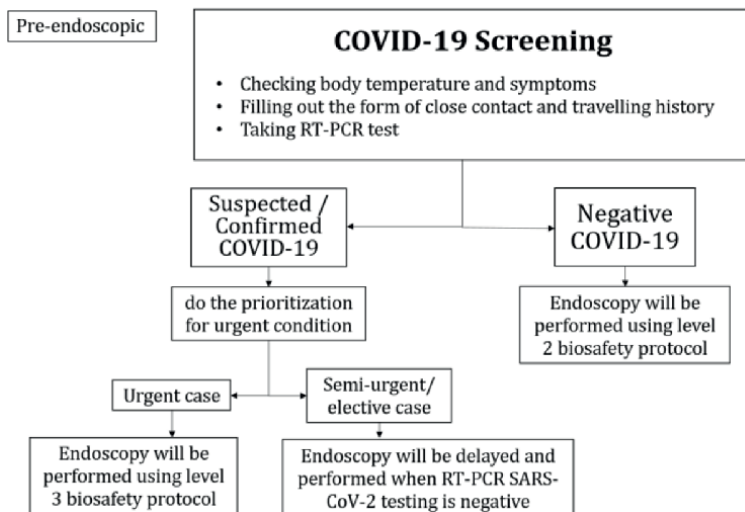 Pre-endoscopic
COVID-19 Screening
• Checking body temperature and symptoms
• Filling out the form of close contact and travelling history
• Taking RT-PCR test
Suspected /
Confirmed
COVID-19
Negative
COVID-19
do the prioritization
for urgent condition
Endoscopy will be
performed using level
2 biosafety protocol
Urgent case
Semi-urgent/
elective case
Endoscopy will be
performed using level
3 biosafety protocol
Endoscopy will be delayed and
performed when RT-PCR SARS-
CoV-2 testing is negative